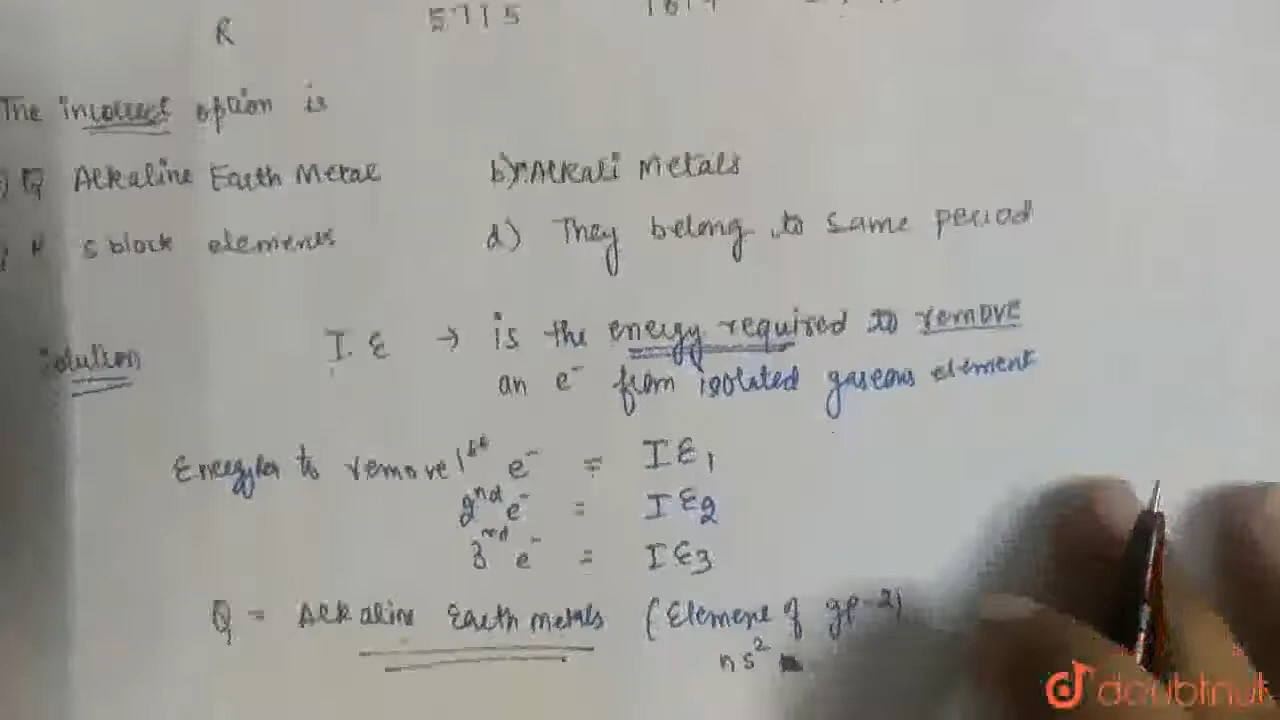 R 5715
The incorrect option is
Q Alkaline Earth Metal b) Alkali Metals
s block elements d) They belong to same period
Solution I.E → is the energy required to remove
an e⁻ from isolated gaseous element
to remove 1st e⁻ = IE₁
2nd e⁻ = IE₂
3rd e⁻ = IE₃
Q = Alkaline Earth metals (Element of gp-2)
ns²
doubtnut